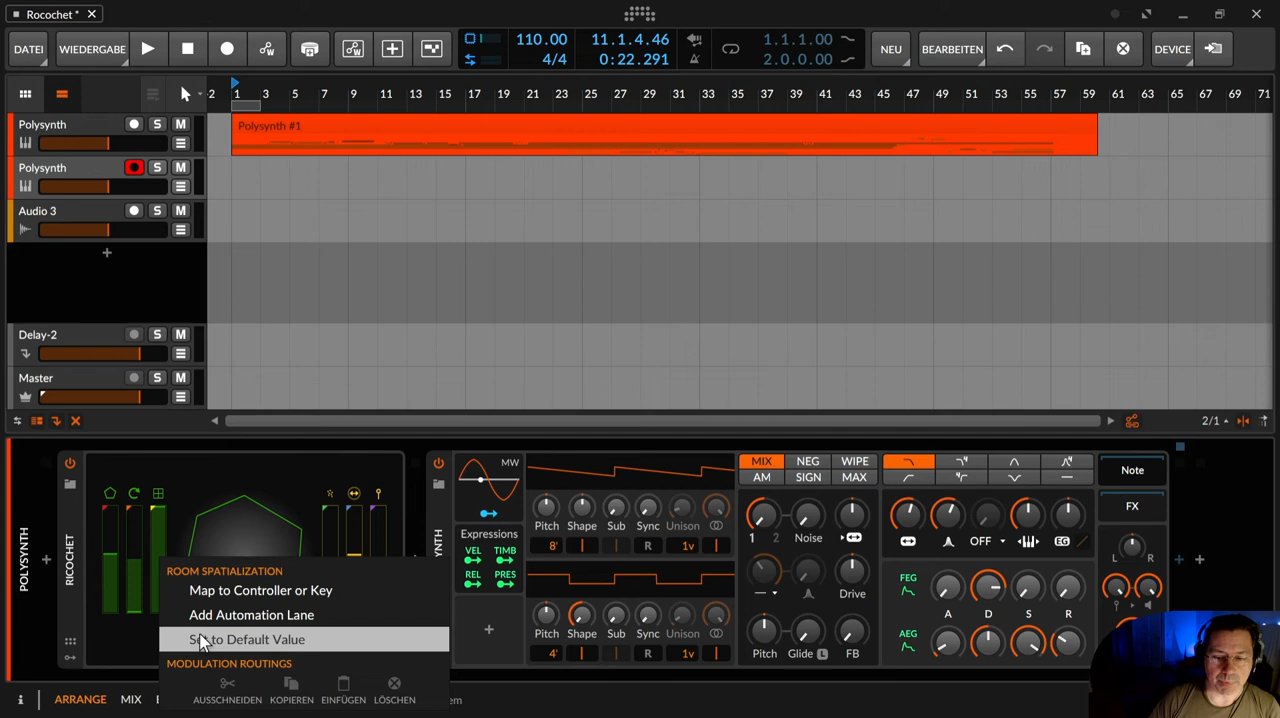 Rocochet *
DATEI WIEDERGABE 110.00 11.1.4.46 1.1.1.00 NEU BEARBEITEN DEVICE
4/4 0:22.291 2.0.0.00
-2 1 3 5 7 9 11 13 15 17 19 21 23 25 27 29 31 33 35 37 39 41 43 45 47 49 51 53 55 57 59 61 63 65 67 69 71
Polysynth S M Polysynth #1
Polysynth S M
Audio 3 S M
+
Delay-2 S M
Master S M
2/1
POLYSYNTH
RICOCHET
ROOM SPATIALIZATION
Map to Controller or Key
Add Automation Lane
Set to Default Value
MODULATION ROUTINGS
AUSSCHNEIDEN KOPIEREN EINFÜGEN LÖSCHEN
MW
Expressions
VEL TIMB
REL PRES
Pitch Shape Sub Sync Unison
8' R 1v
Pitch Shape Sub Sync Unison
4' R 1v
MIX NEG WIPE
AM SIGN MAX
1 2 Noise
Drive
Pitch Glide L FB
OFF EG
FEG
A D S R
AEG
Note
FX
L R
i ARRANGE MIX